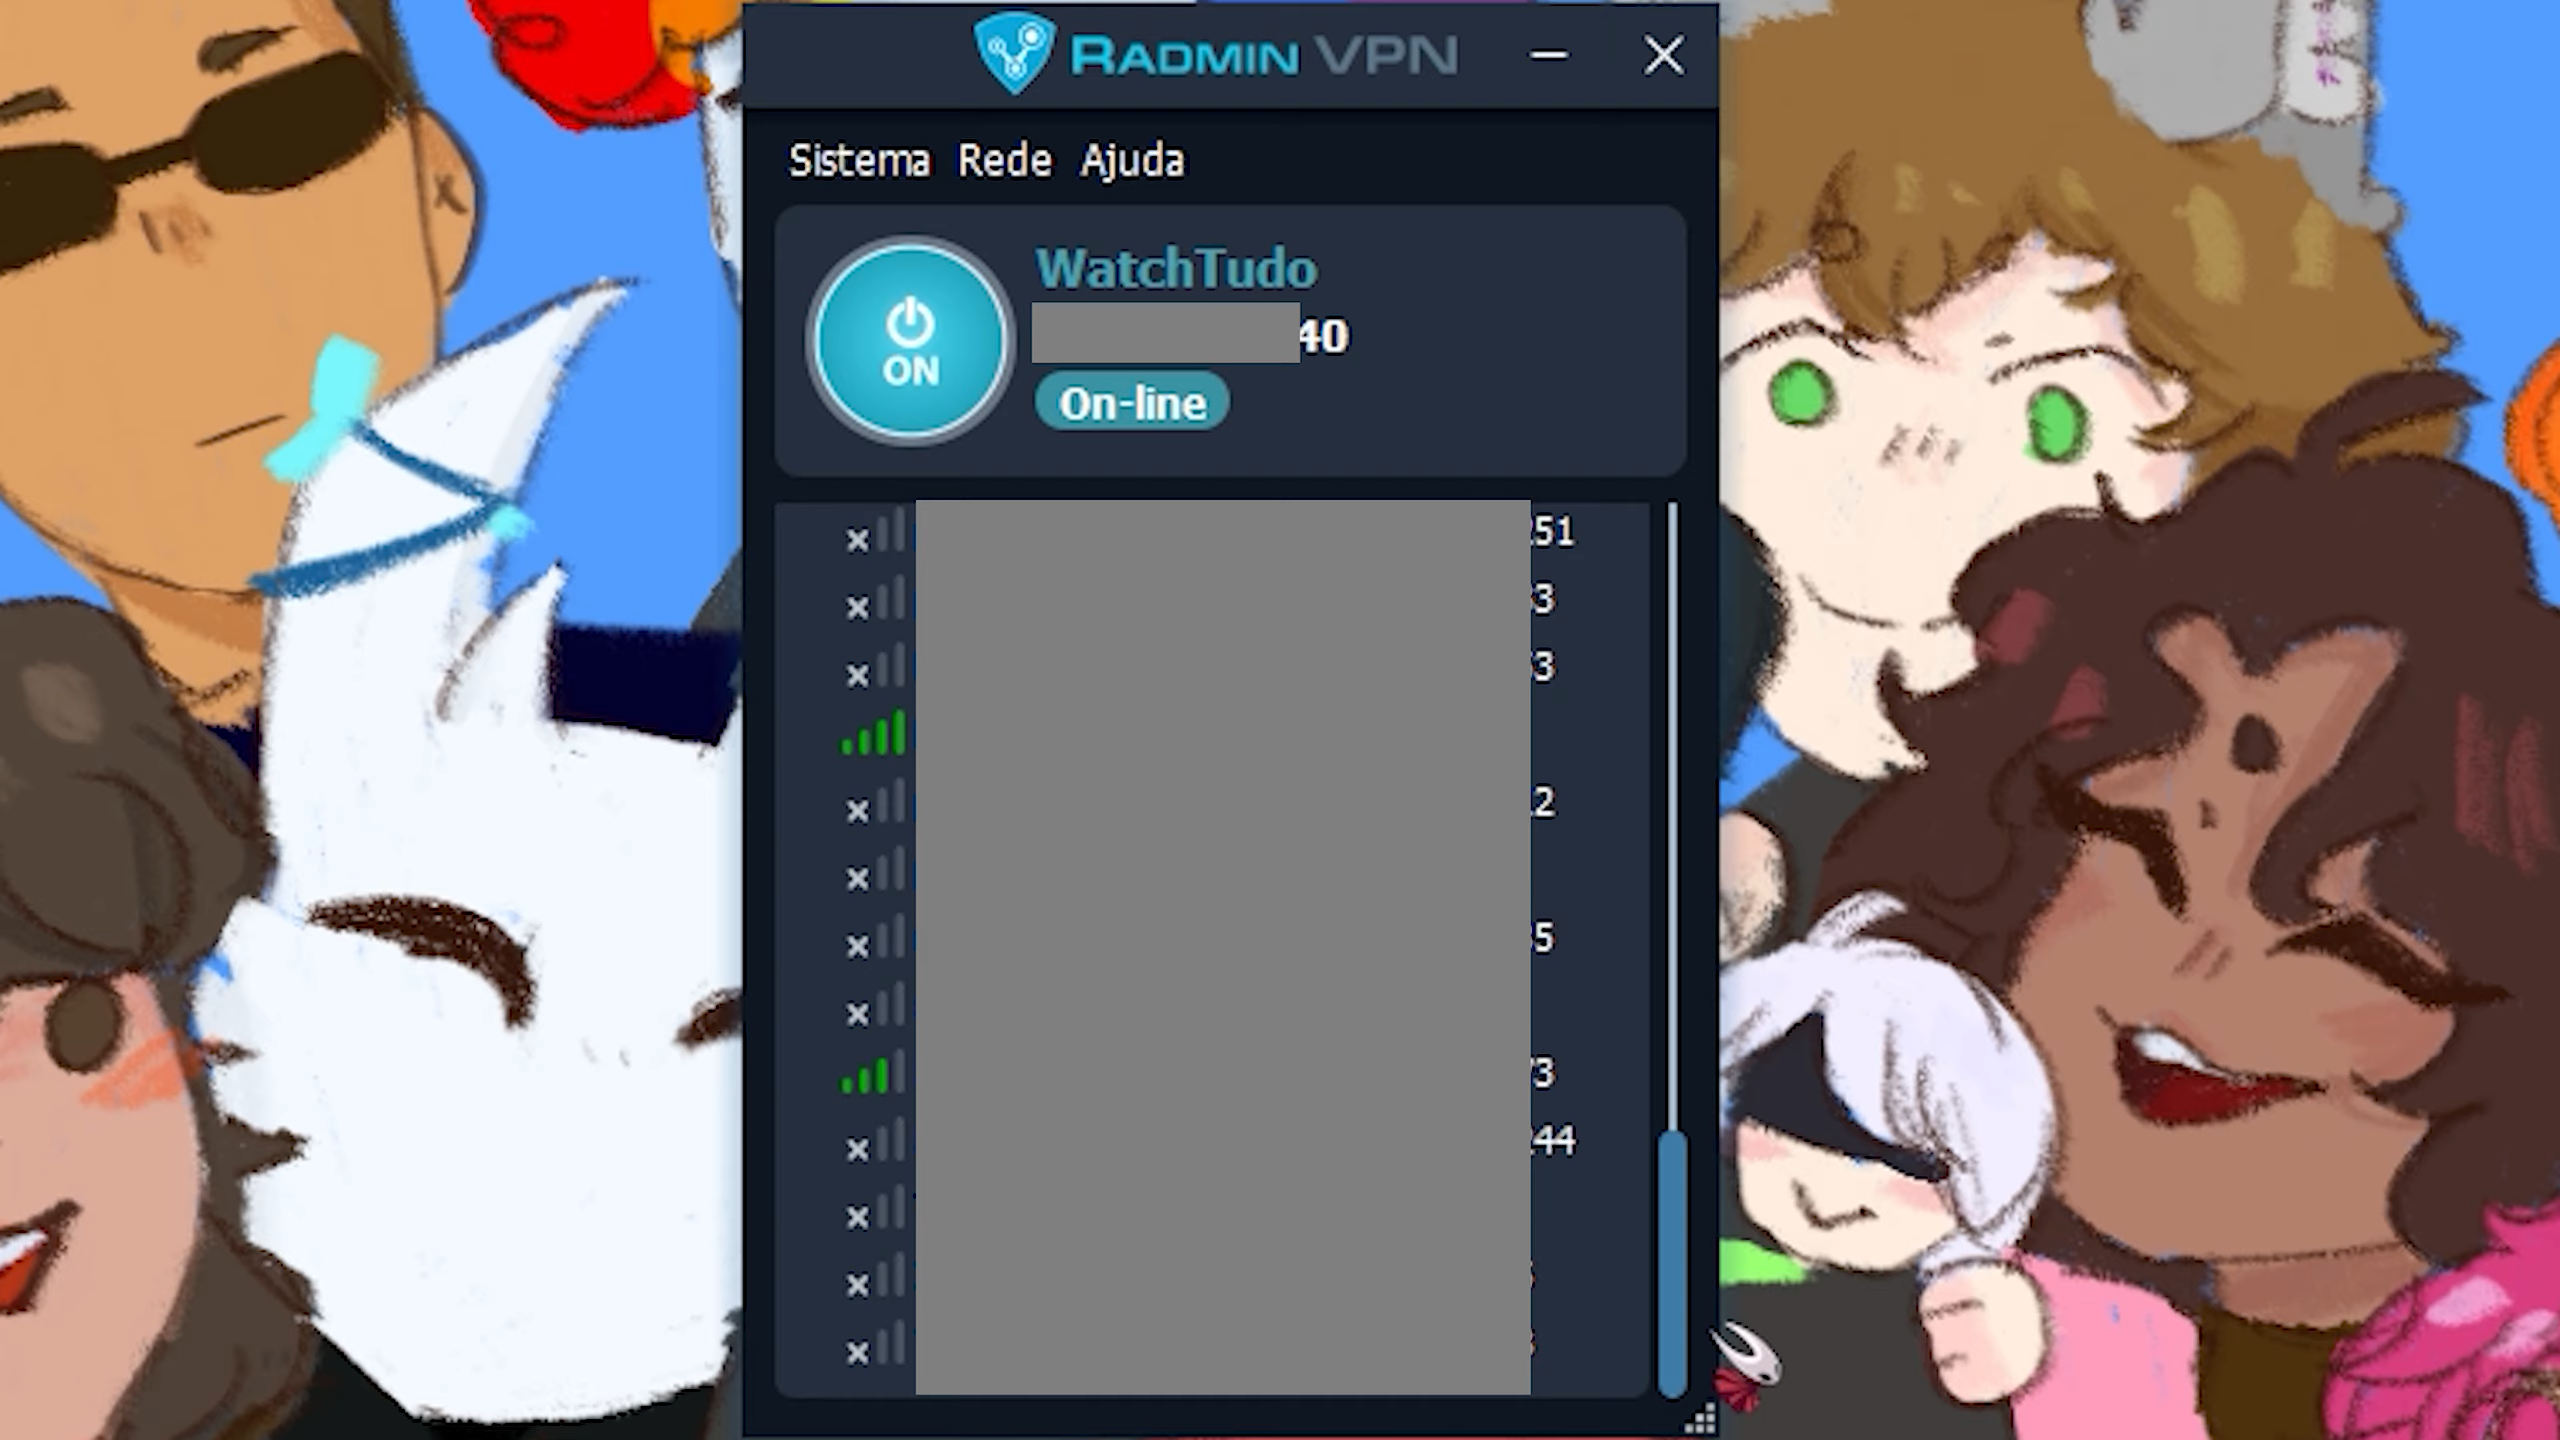 RADMIN VPN
Sistema Rede Ajuda
ON
WatchTudo
40
On-line
51
3
3
2
5
3
44